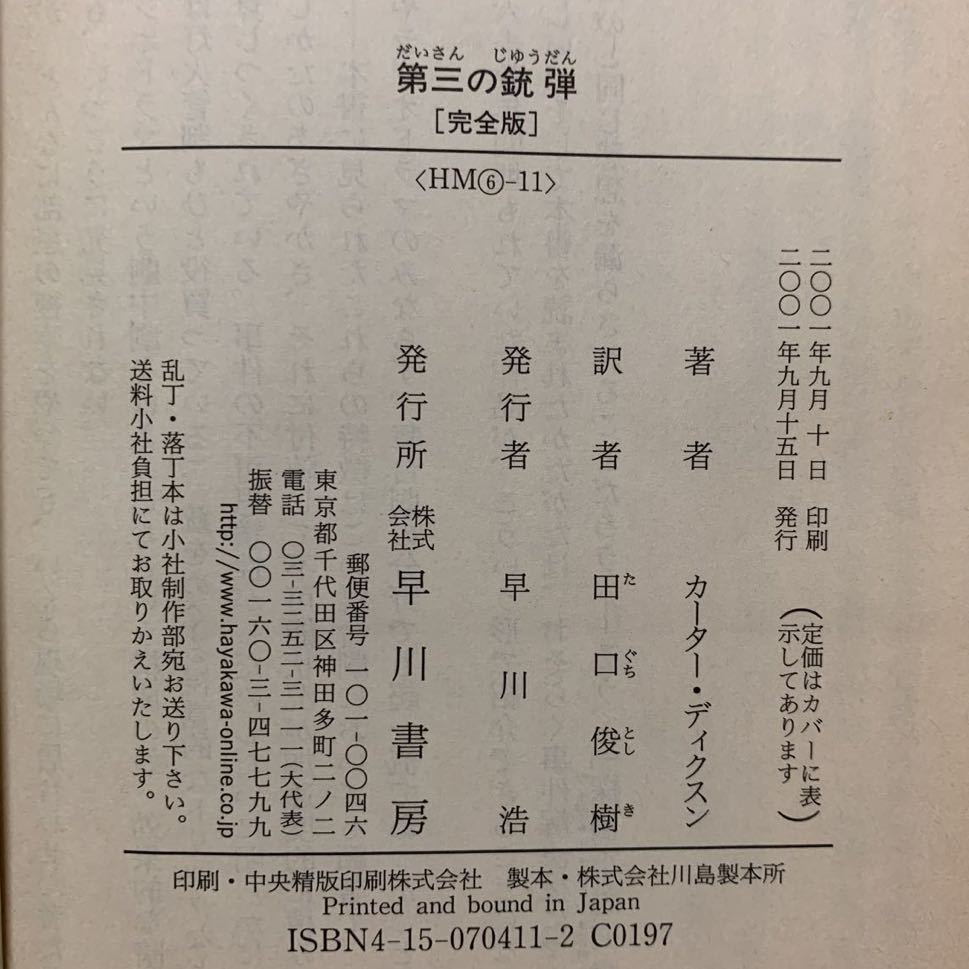 だいさん じゅうだん
第三の銃弾
[完全版]
〈HM⑥-11〉
二〇〇一年九月 十 日 印刷
二〇〇一年九月十五日 発行
(定価はカバーに表
示してあります)
著者 カーター・ディクスン
訳者 田口俊樹
たぐちとしき
発行者 早川浩
発行所 株式会社 早川書房
郵便番号 一〇一-〇〇四六
東京都千代田区神田多町二ノ二
電話 〇三-三二五二-三一一一(大代表)
振替 〇〇一六〇-三-四七七九九
http://www.hayakawa-online.co.jp
乱丁・落丁本は小社制作部宛お送り下さい。
送料小社負担にてお取りかえいたします。
印刷・中央精版印刷株式会社 製本・株式会社川島製本所
Printed and bound in Japan
ISBN4-15-070411-2 C0197